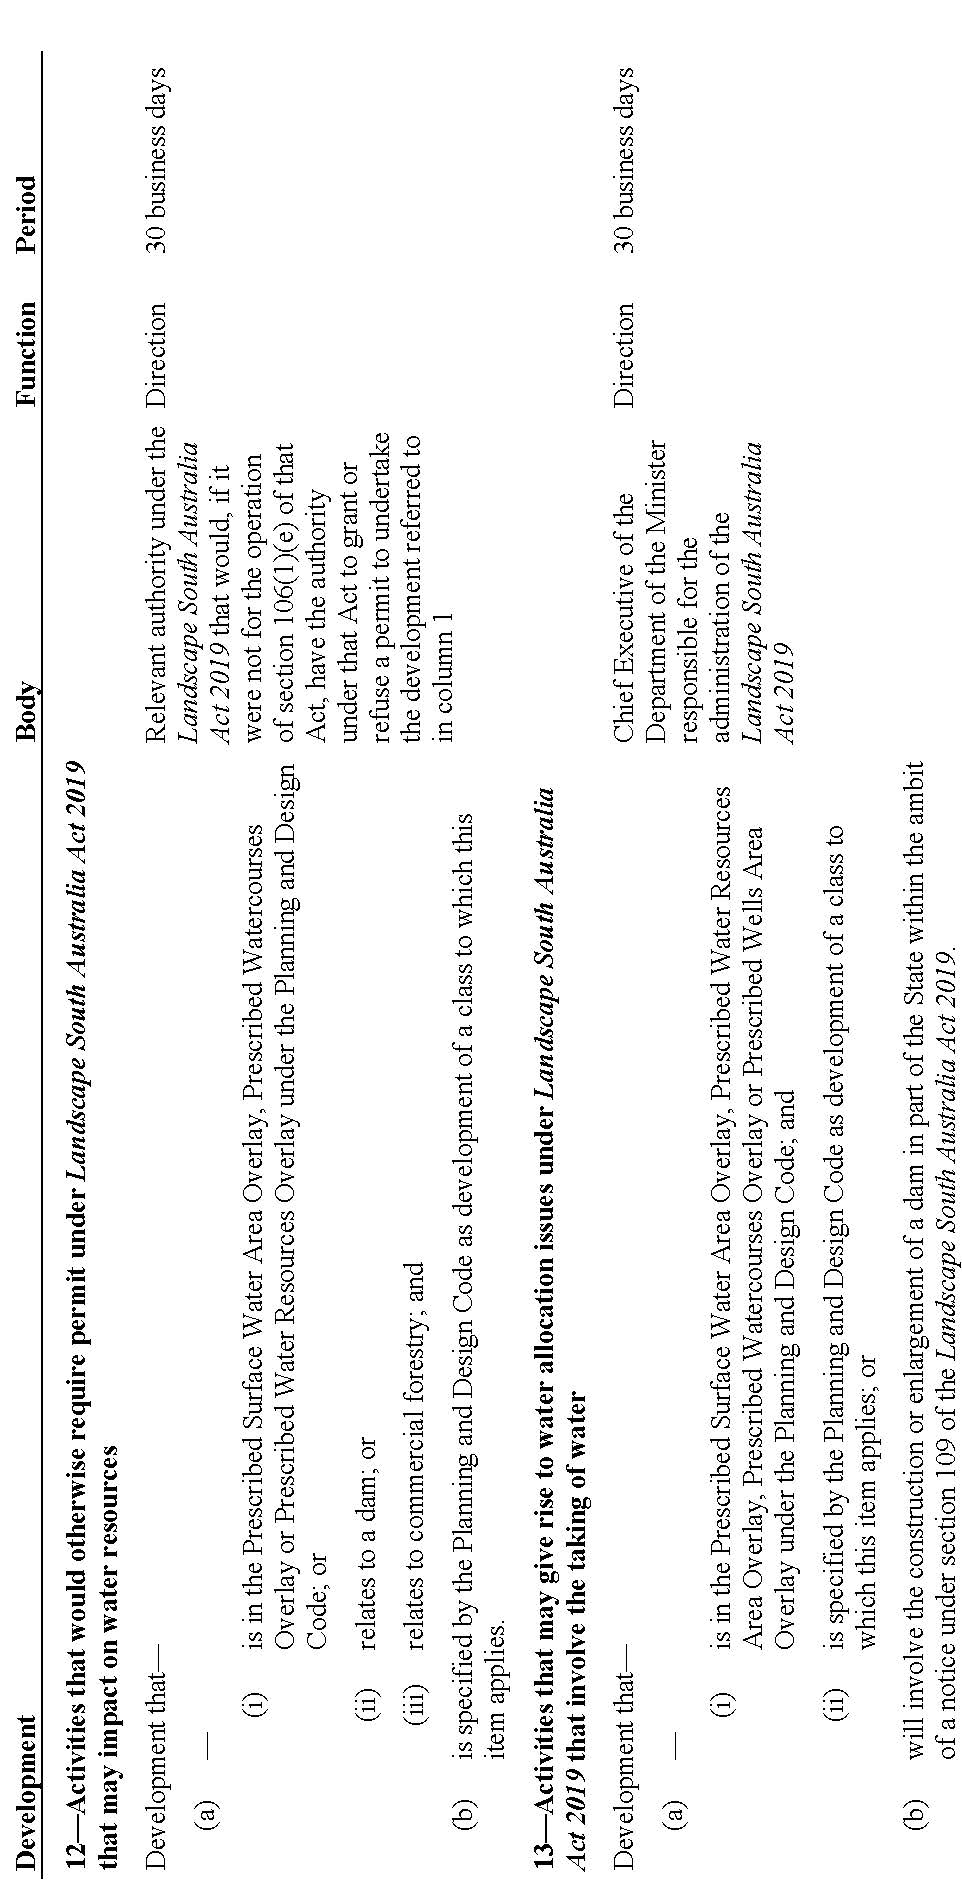 Development Body Function Period
12—Activities that would otherwise require permit under Landscape South Australia Act 2019
that may impact on water resources
Development that—
(a) —
(i) is in the Prescribed Surface Water Area Overlay, Prescribed Watercourses
Overlay or Prescribed Water Resources Overlay under the Planning and Design
Code; or
(ii) relates to a dam; or
(iii) relates to commercial forestry; and
(b) is specified by the Planning and Design Code as development of a class to which this
item applies.
Relevant authority under the
Landscape South Australia
Act 2019 that would, if it
were not for the operation
of section 106(1)(e) of that
Act, have the authority
under that Act to grant or
refuse a permit to undertake
the development referred to
in column 1
Direction
30 business days
13—Activities that may give rise to water allocation issues under Landscape South Australia
Act 2019 that involve the taking of water
Development that—
(a) —
(i) is in the Prescribed Surface Water Area Overlay, Prescribed Water Resources
Area Overlay, Prescribed Watercourses Overlay or Prescribed Wells Area
Overlay under the Planning and Design Code; and
(ii) is specified by the Planning and Design Code as development of a class to
which this item applies; or
(b) will involve the construction or enlargement of a dam in part of the State within the ambit
of a notice under section 109 of the Landscape South Australia Act 2019.
Chief Executive of the
Department of the Minister
responsible for the
administration of the
Landscape South Australia
Act 2019
Direction
30 business days